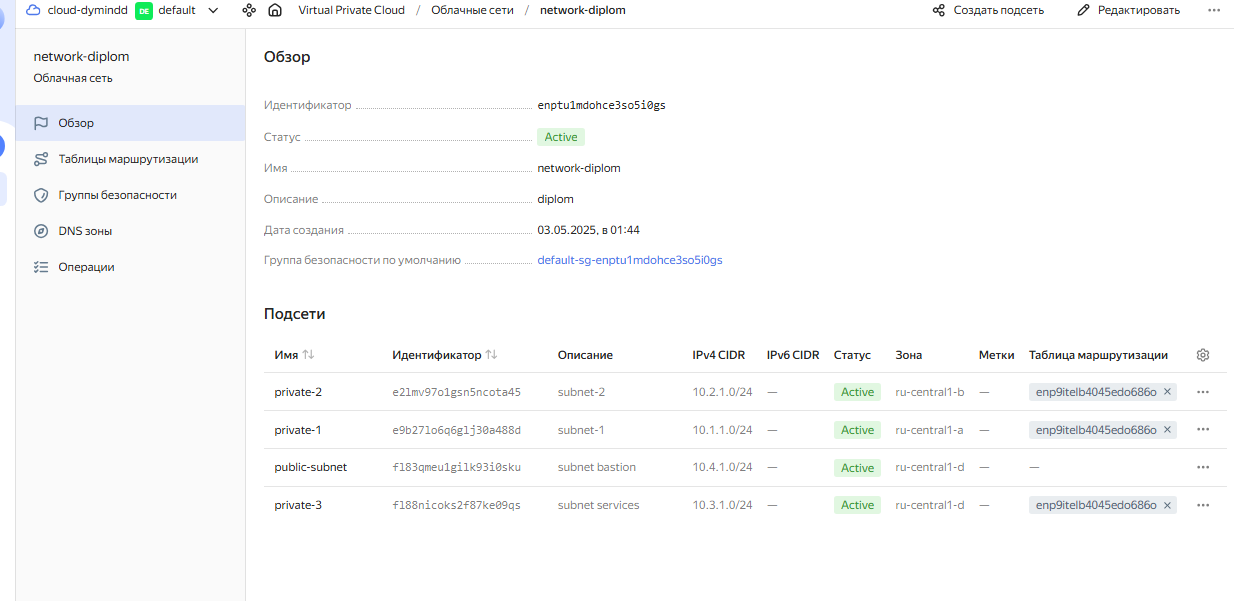 cloud-dymindd DE default Virtual Private Cloud / Облачные сети / network-diplom Создать подсеть Редактировать
network-diplom
Облачная сеть
Обзор
Таблицы маршрутизации
Группы безопасности
DNS зоны
Операции
Обзор
Идентификатор enptu1mdohce3so5i0gs
Статус Active
Имя network-diplom
Описание diplom
Дата создания 03.05.2025, в 01:44
Группа безопасности по умолчанию default-sg-enptu1mdohce3so5i0gs
Подсети
Имя Идентификатор Описание IPv4 CIDR IPv6 CIDR Статус Зона Метки Таблица маршрутизации
private-2 e2lmv97o1gsn5ncota45 subnet-2 10.2.1.0/24 — Active ru-central1-b — enp9itelb4045edo686o ×
private-1 e9b27lo6q6glj30a488d subnet-1 10.1.1.0/24 — Active ru-central1-a — enp9itelb4045edo686o ×
public-subnet fl83qmeu1gilk93i0sku subnet bastion 10.4.1.0/24 — Active ru-central1-d — —
private-3 fl88nicoks2f87ke09qs subnet services 10.3.1.0/24 — Active ru-central1-d — enp9itelb4045edo686o ×